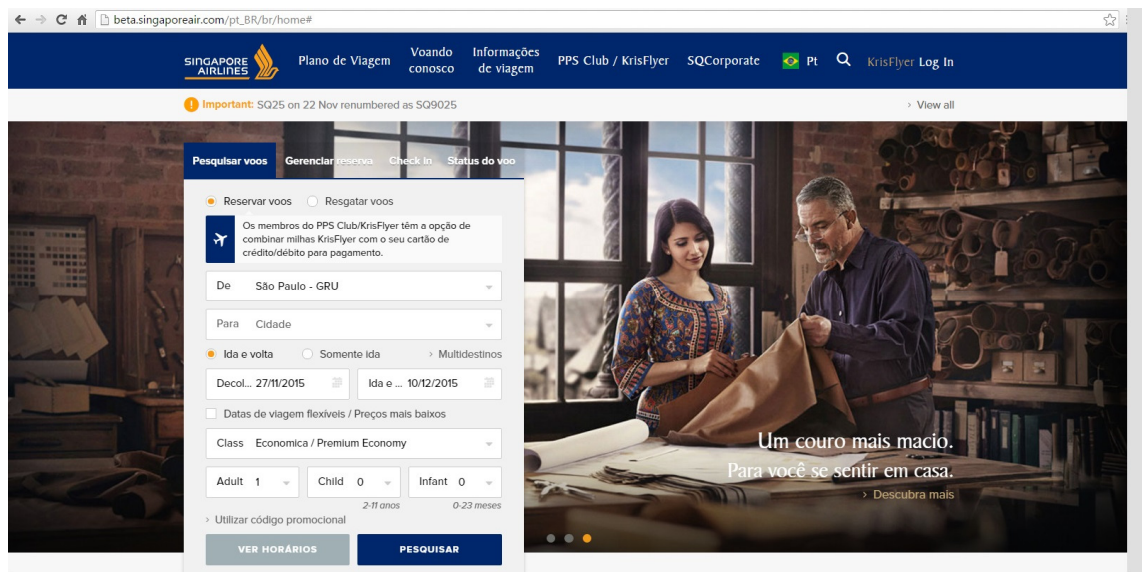 beta.singaporeair.com/pt_BR/br/home#
SINGAPORE
AIRLINES
Plano de Viagem
Voando
conosco
Informações
de viagem
PPS Club / KrisFlyer
SQCorporate
Pt
KrisFlyer Log In
Important: SQ25 on 22 Nov renumbered as SQ9025
View all
Pesquisar voos
Gerenciar reserva
Check In
Status do voo
Reservar voos
Resgatar voos
Os membros do PPS Club/KrisFlyer têm a opção de
combinar milhas KrisFlyer com o seu cartão de
crédito/débito para pagamento.
De São Paulo - GRU
Para Cidade
Ida e volta
Somente ida
Multidestinos
Decol... 27/11/2015
Ida e ... 10/12/2015
Datas de viagem flexíveis / Preços mais baixos
Class Economica / Premium Economy
Adult 1
Child 0
Infant 0
2-11 anos
0-23 meses
Utilizar código promocional
VER HORÁRIOS
PESQUISAR
Um couro mais macio.
Para você se sentir em casa.
Descubra mais